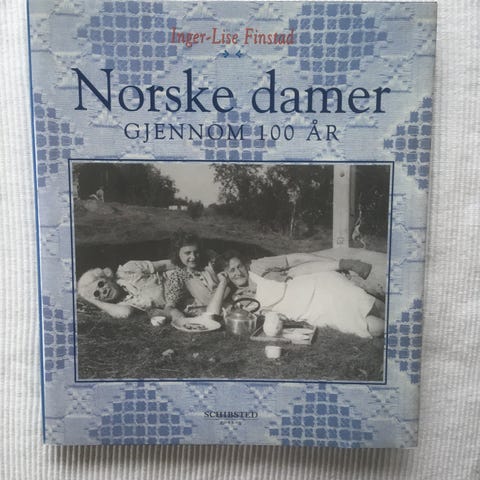 Inger-Lise Finstad
Norske damer
GJENNOM 100 ÅR
SCHIBSTED